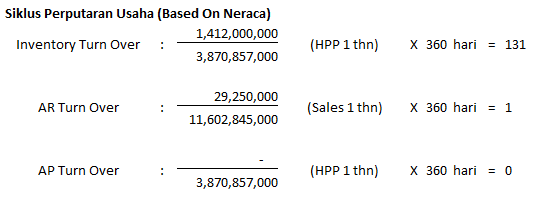 Siklus Perputaran Usaha (Based On Neraca)
1,412,000,000
Inventory Turn Over : (HPP 1 thn) X 360 hari = 131
3,870,857,000
29,250,000
AR Turn Over : (Sales 1 thn) X 360 hari = 1
11,602,845,000
-
AP Turn Over : (HPP 1 thn) X 360 hari = 0
3,870,857,000